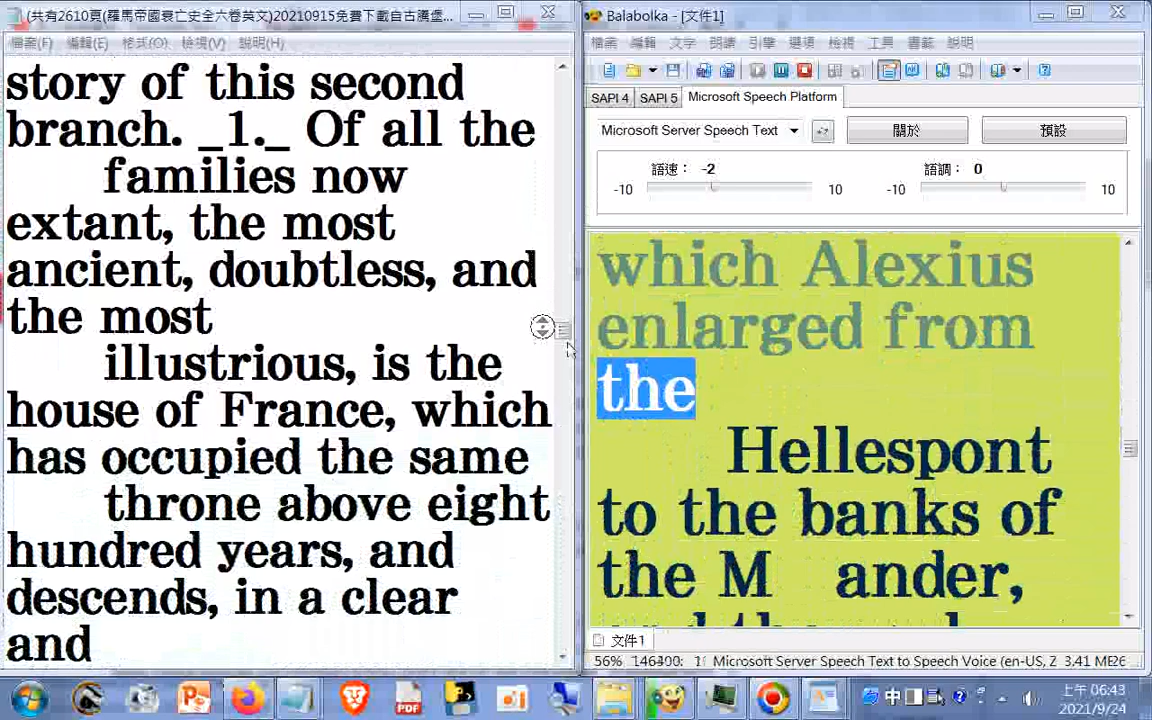 (共有2610頁(羅馬帝國衰亡史全六卷英文)20210915免費下載自古騰堡...
檔案(F) 編輯(E) 格式(O) 檢視(V) 說明(H)
story of this second
branch. _1._ Of all the
families now
extant, the most
ancient, doubtless, and
the most
illustrious, is the
house of France, which
has occupied the same
throne above eight
hundred years, and
descends, in a clear
and
Balabolka - [文件1]
檔案 編輯 文字 朗讀 引擎 選項 檢視 工具 書籤 說明
SAPI 4 SAPI 5 Microsoft Speech Platform
Microsoft Server Speech Text 關於 預設
語速： -2 語調： 0
-10 10 -10 10
which Alexius
enlarged from
the
Hellespont
to the banks of
the M ander,
文件1
56% Microsoft Server Speech Text to Speech Voice (en-US, Z 3,41 ME26
中
上午 06:43
2021/9/24